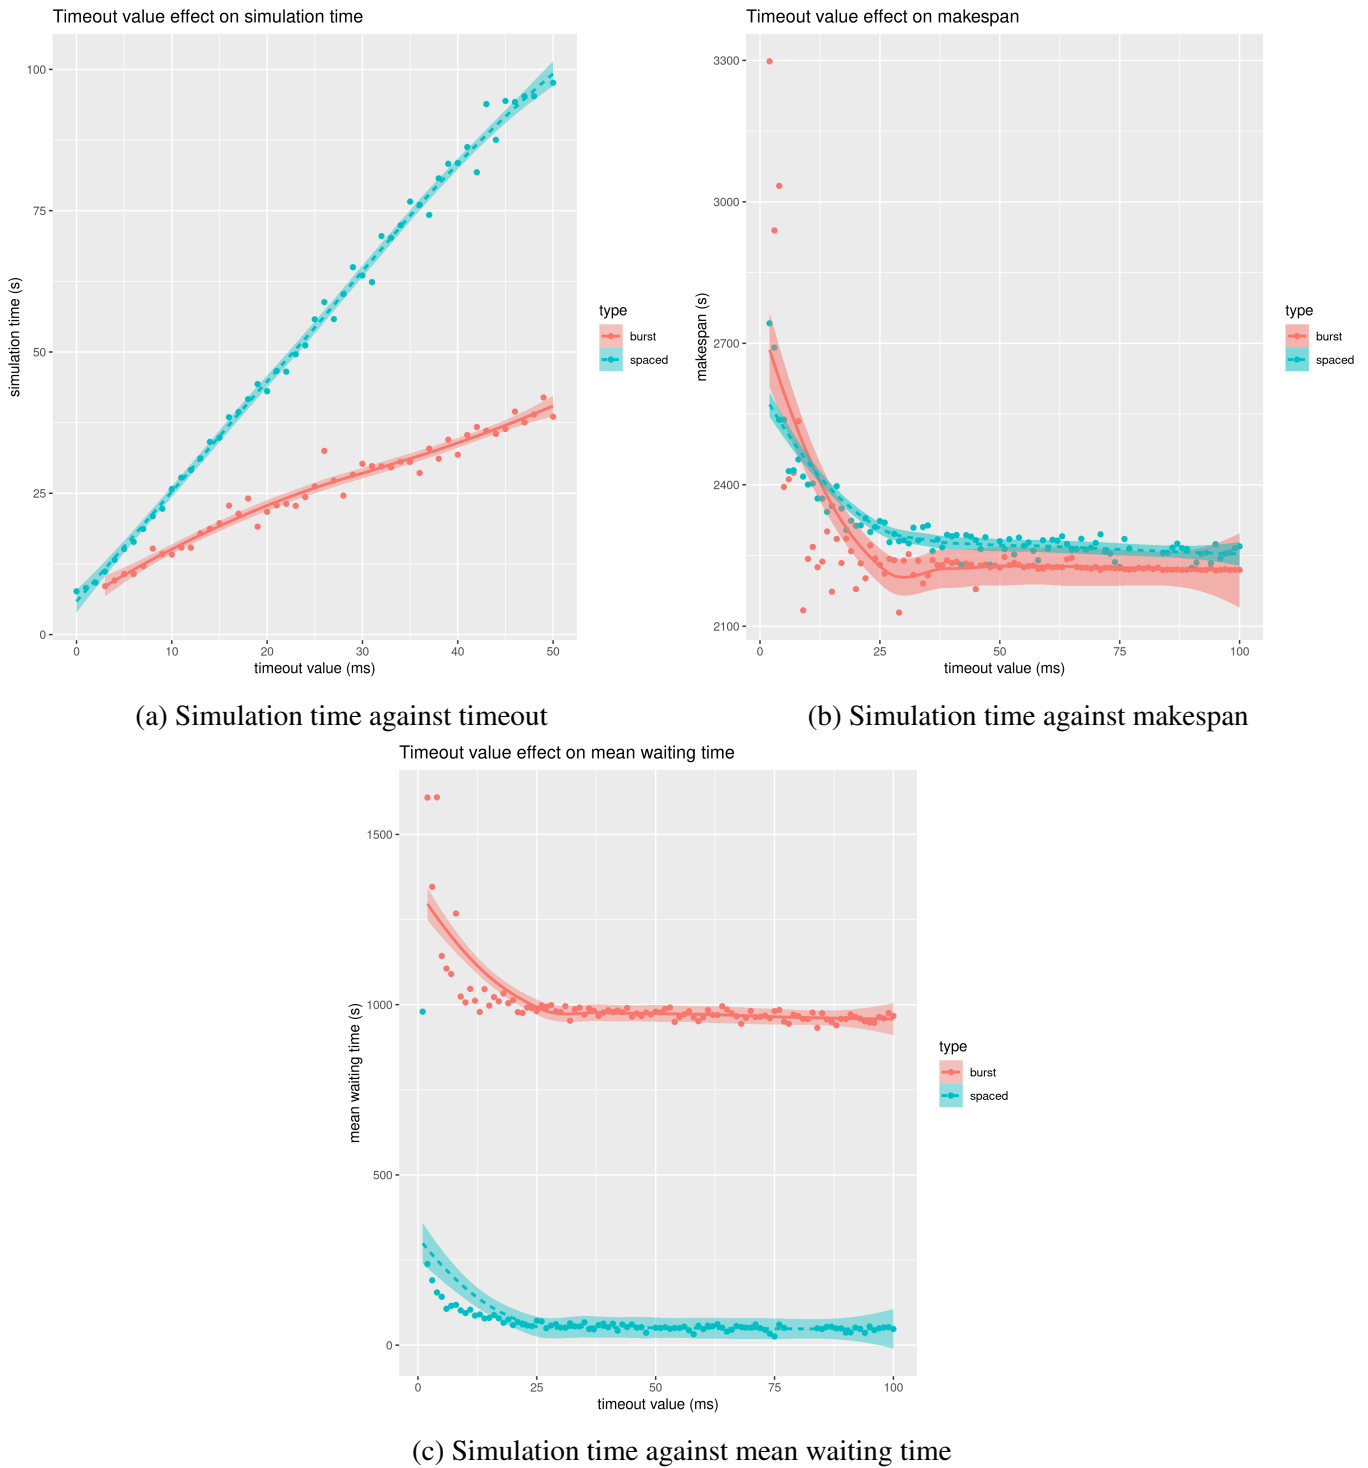 Timeout value effect on simulation time
100
75
50
25
0
simulation time (s)
0 10 20 30 40 50
timeout value (ms)
type
burst
spaced
(a) Simulation time against timeout
Timeout value effect on makespan
3300
3000
2700
2400
2100
makespan (s)
0 25 50 75 100
timeout value (ms)
type
burst
spaced
(b) Simulation time against makespan
Timeout value effect on mean waiting time
1500
1000
500
0
mean waiting time (s)
0 25 50 75 100
timeout value (ms)
type
burst
spaced
(c) Simulation time against mean waiting time